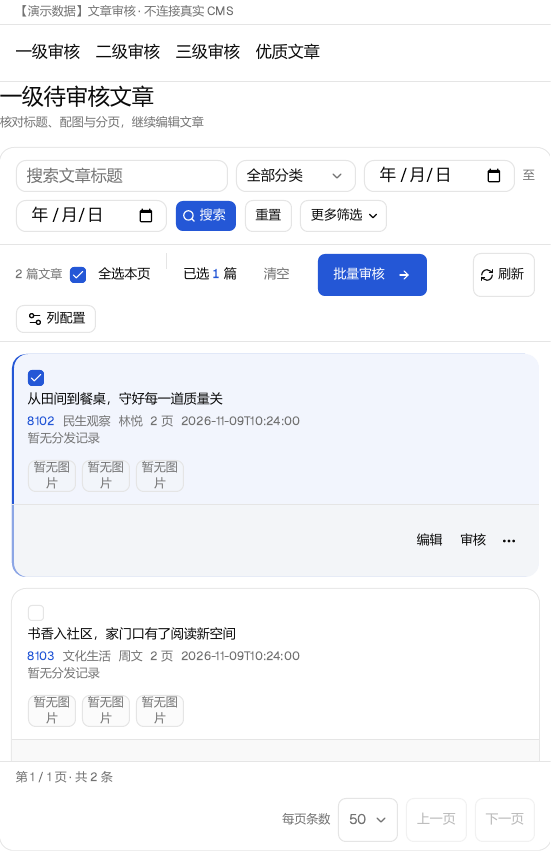 【演示数据】文章审核 · 不连接真实 CMS
一级审核 二级审核 三级审核 优质文章
一级待审核文章
核对标题、配图与分页，继续编辑文章
搜索文章标题 全部分类 年 / 月/ 日 至
年 / 月/ 日 搜索 重置 更多筛选
2 篇文章 全选本页 已选 1 篇 清空 批量审核 → 刷新
列配置
从田间到餐桌，守好每一道质量关
8102 民生观察 林悦 2 页 2026-11-09T10:24:00
暂无分发记录
暂无图片 暂无图片 暂无图片
编辑 审核 ···
书香入社区，家门口有了阅读新空间
8103 文化生活 周文 2 页 2026-11-09T10:24:00
暂无分发记录
暂无图片 暂无图片 暂无图片
第 1 / 1 页 · 共 2 条
每页条数 50 上一页 下一页